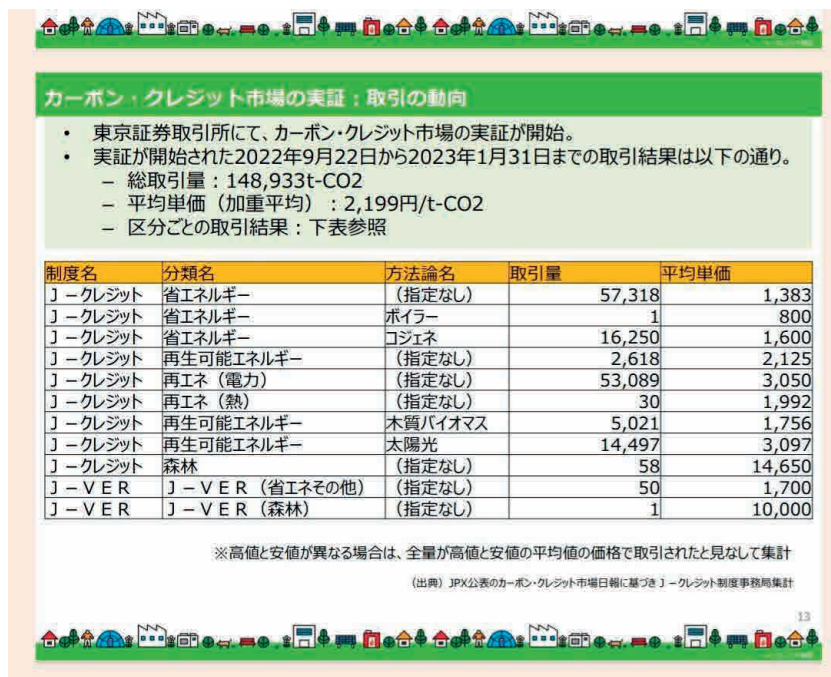 カーボン・クレジット市場の実証：取引の動向
• 東京証券取引所にて、カーボン・クレジット市場の実証が開始。
• 実証が開始された2022年9月22日から2023年1月31日までの取引結果は以下の通り。
– 総取引量：148,933t-CO2
– 平均単価（加重平均）：2,199円/t-CO2
– 区分ごとの取引結果：下表参照
制度名 分類名 方法論名 取引量 平均単価
Ｊ－クレジット 省エネルギー （指定なし） 57,318 1,383
Ｊ－クレジット 省エネルギー ボイラー 1 800
Ｊ－クレジット 省エネルギー コジェネ 16,250 1,600
Ｊ－クレジット 再生可能エネルギー （指定なし） 2,618 2,125
Ｊ－クレジット 再エネ（電力） （指定なし） 53,089 3,050
Ｊ－クレジット 再エネ（熱） （指定なし） 30 1,992
Ｊ－クレジット 再生可能エネルギー 木質バイオマス 5,021 1,756
Ｊ－クレジット 再生可能エネルギー 太陽光 14,497 3,097
Ｊ－クレジット 森林 （指定なし） 58 14,650
Ｊ－ＶＥＲ Ｊ－ＶＥＲ（省エネその他） （指定なし） 50 1,700
Ｊ－ＶＥＲ Ｊ－ＶＥＲ（森林） （指定なし） 1 10,000
※高値と安値が異なる場合は、全量が高値と安値の平均値の価格で取引されたと見なして集計
（出典）JPX公表のカーボン・クレジット市場日報に基づきＪ－クレジット制度事務局集計
13